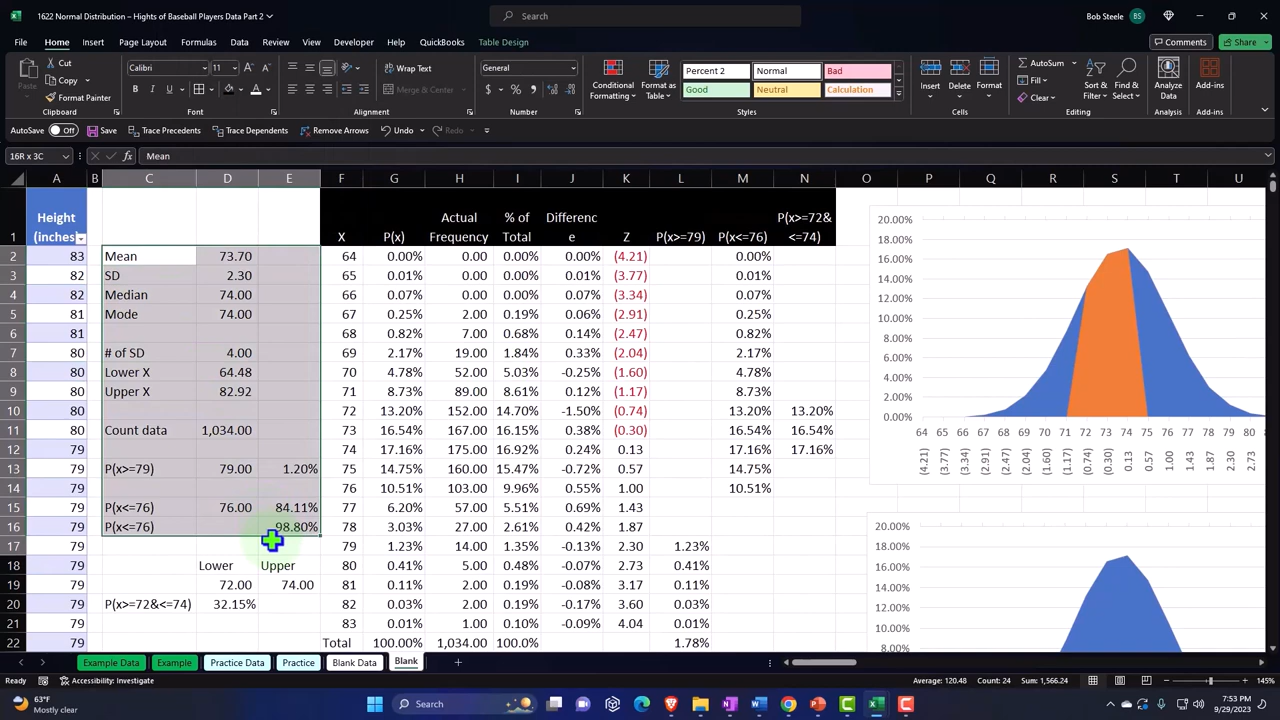 1622 Normal Distribution – Hights of Baseball Players Data Part 2
Search
Bob Steele BS
File Home Insert Page Layout Formulas Data Review View Developer Help QuickBooks Table Design Comments Share
Cut
Copy
Format Painter
Paste
Clipboard
Calibri 11
Font
Wrap Text
Merge & Center
Alignment
General
Number
Conditional Formatting Format as Table
Percent 2 Normal Bad
Good Neutral Calculation
Styles
Insert Delete Format
Cells
AutoSum
Fill
Clear
Sort & Filter Find & Select
Editing
Analyze Data
Analysis
Add-ins
Add-ins
AutoSave Off Save Trace Precedents Trace Dependents Remove Arrows Undo Redo
16R x 3C fx Mean
A B C D E F G H I J K L M N O P Q R S T U
1 Height (inches) X P(x) Actual Frequency % of Total Differenc e Z P(x>=79) P(x<=76) P(x>=72& <=74)
2 83 Mean 73.70 64 0.00% 0.00 0.00% 0.00% (4.21) 0.00%
3 82 SD 2.30 65 0.01% 0.00 0.00% 0.01% (3.77) 0.01%
4 82 Median 74.00 66 0.07% 0.00 0.00% 0.07% (3.34) 0.07%
5 81 Mode 74.00 67 0.25% 2.00 0.19% 0.06% (2.91) 0.25%
6 81 68 0.82% 7.00 0.68% 0.14% (2.47) 0.82%
7 80 # of SD 4.00 69 2.17% 19.00 1.84% 0.33% (2.04) 2.17%
8 80 Lower X 64.48 70 4.78% 52.00 5.03% -0.25% (1.60) 4.78%
9 80 Upper X 82.92 71 8.73% 89.00 8.61% 0.12% (1.17) 8.73%
10 80 72 13.20% 152.00 14.70% -1.50% (0.74) 13.20% 13.20%
11 80 Count data 1,034.00 73 16.54% 167.00 16.15% 0.38% (0.30) 16.54% 16.54%
12 79 74 17.16% 175.00 16.92% 0.24% 0.13 17.16% 17.16%
13 79 P(x>=79) 79.00 1.20% 75 14.75% 160.00 15.47% -0.72% 0.57 14.75%
14 79 76 10.51% 103.00 9.96% 0.55% 1.00 10.51%
15 79 P(x<=76) 76.00 84.11% 77 6.20% 57.00 5.51% 0.69% 1.43
16 79 P(x<=76) 98.80% 78 3.03% 27.00 2.61% 0.42% 1.87
17 79 79 1.23% 14.00 1.35% -0.13% 2.30 1.23%
18 79 Lower Upper 80 0.41% 5.00 0.48% -0.07% 2.73 0.41%
19 79 72.00 74.00 81 0.11% 2.00 0.19% -0.08% 3.17 0.11%
20 79 P(x>=72&<=74) 32.15% 82 0.03% 2.00 0.19% -0.17% 3.60 0.03%
21 79 83 0.01% 1.00 0.10% -0.09% 4.04 0.01%
22 79 Total 100.00% 1,034.00 100.0% 1.78%
20.00%
18.00%
16.00%
14.00%
12.00%
10.00%
8.00%
6.00%
4.00%
2.00%
0.00%
64 65 66 67 68 69 70 71 72 73 74 75 76 77 78 79 80 8
(4.21) (3.77) (3.34) (2.91) (2.47) (2.04) (1.60) (1.17) (0.74) (0.30) 0.13 0.57 1.00 1.43 1.87 2.30 2.73
20.00%
18.00%
16.00%
14.00%
12.00%
10.00%
8.00%
Example Data Example Practice Data Practice Blank Data Blank
Ready Accessibility: Investigate Average: 120.48 Count: 24 Sum: 1,566.24 145%
63°F
Mostly clear
Search
7:53 PM
9/29/2023